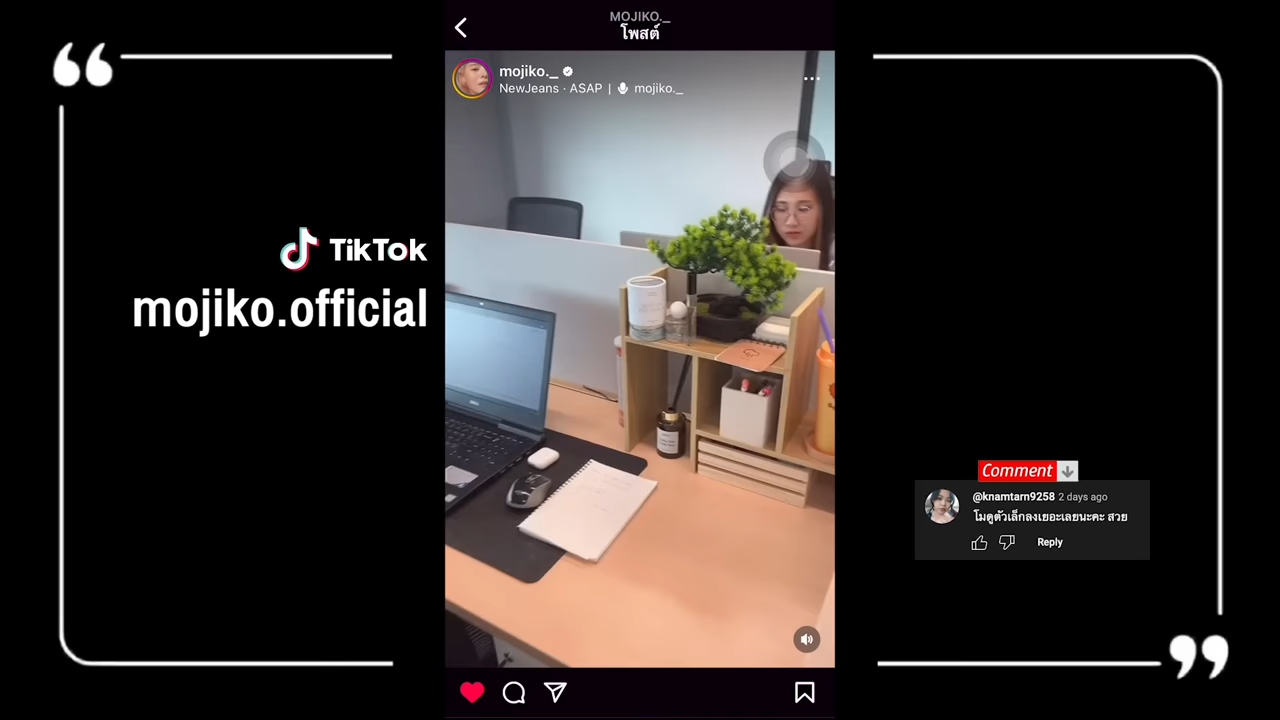 MOJIKO._
โพสต์
mojiko._
NewJeans · ASAP | mojiko._
TikTok
mojiko.official
Comment
@knamtarn9258 2 days ago
โมดูตัวเล็กลงเยอะเลยนะคะ สวย
Reply